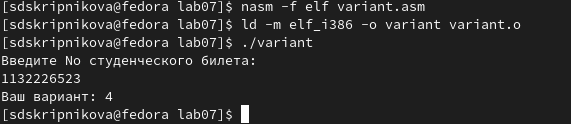 [sdskripnikova@fedora lab07]$ nasm -f elf variant.asm
[sdskripnikova@fedora lab07]$ ld -m elf_i386 -o variant variant.o
[sdskripnikova@fedora lab07]$ ./variant
Введите No студенческого билета:
1132226523
Ваш вариант: 4
[sdskripnikova@fedora lab07]$